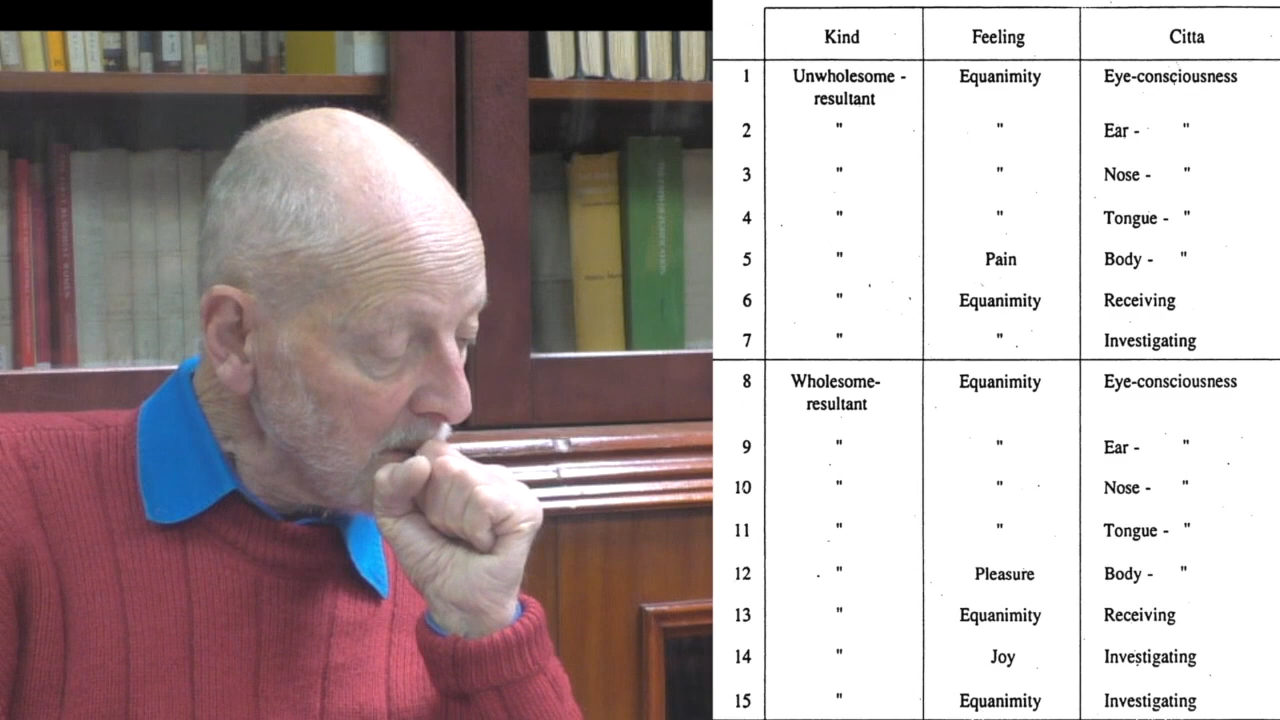 Kind Feeling Citta
1 Unwholesome - Equanimity Eye-consciousness
resultant
2 " " Ear - "
3 " " Nose - "
4 " " Tongue - "
5 " Pain Body - "
6 " Equanimity Receiving
7 " " Investigating
8 Wholesome- Equanimity Eye-consciousness
resultant
9 " " Ear - "
10 " " Nose - "
11 " " Tongue - "
12 " Pleasure Body - "
13 " Equanimity Receiving
14 " Joy Investigating
15 " Equanimity Investigating